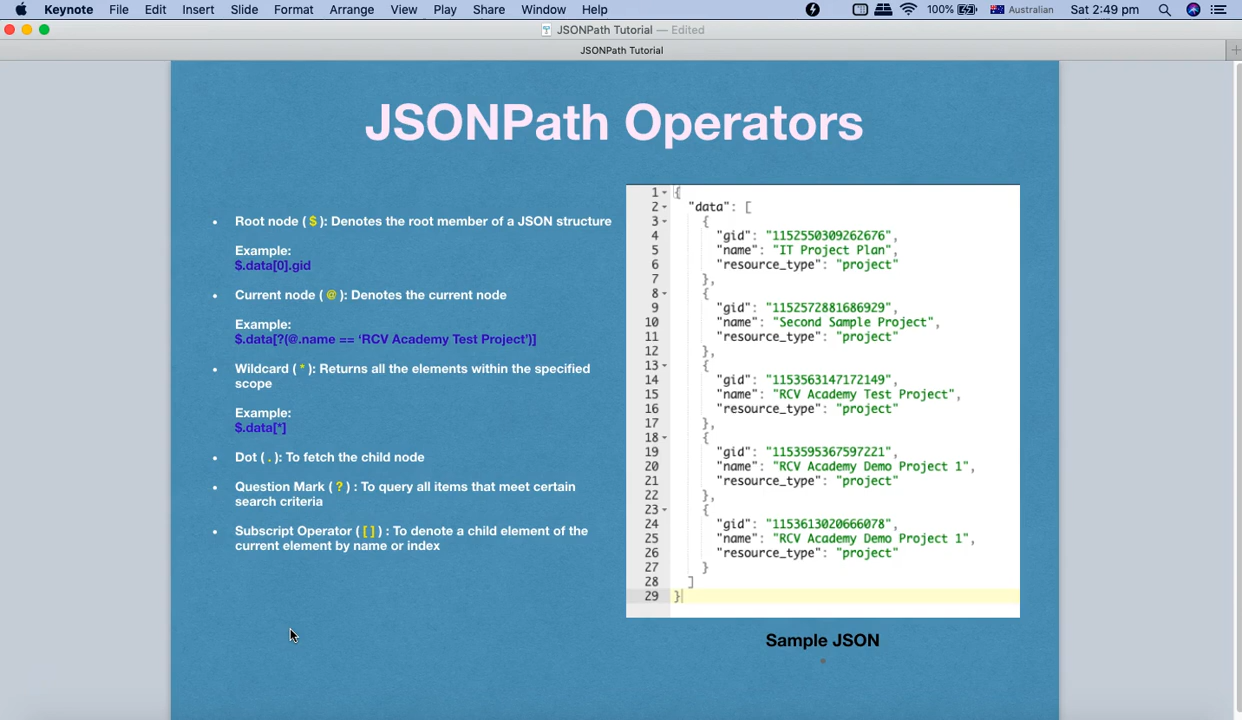 Keynote File Edit Insert Slide Format Arrange View Play Share Window Help 100% Australian Sat 2:49 pm
JSONPath Tutorial — Edited
JSONPath Tutorial
JSONPath Operators
• Root node ( $ ): Denotes the root member of a JSON structure
Example:
$.data[0].gid
• Current node ( @ ): Denotes the current node
Example:
$.data[?(@.name == ‘RCV Academy Test Project’)]
• Wildcard ( * ): Returns all the elements within the specified
scope
Example:
$.data[*]
• Dot ( . ): To fetch the child node
• Question Mark ( ? ) : To query all items that meet certain
search criteria
• Subscript Operator ( [ ] ) : To denote a child element of the
current element by name or index
1 {
2 "data": [
3 {
4 "gid": "1152550309262676",
5 "name": "IT Project Plan",
6 "resource_type": "project"
7 },
8 {
9 "gid": "1152572881686929",
10 "name": "Second Sample Project",
11 "resource_type": "project"
12 },
13 {
14 "gid": "1153563147172149",
15 "name": "RCV Academy Test Project",
16 "resource_type": "project"
17 },
18 {
19 "gid": "1153595367597221",
20 "name": "RCV Academy Demo Project 1",
21 "resource_type": "project"
22 },
23 {
24 "gid": "1153613020666078",
25 "name": "RCV Academy Demo Project 1",
26 "resource_type": "project"
27 }
28 ]
29 }
Sample JSON